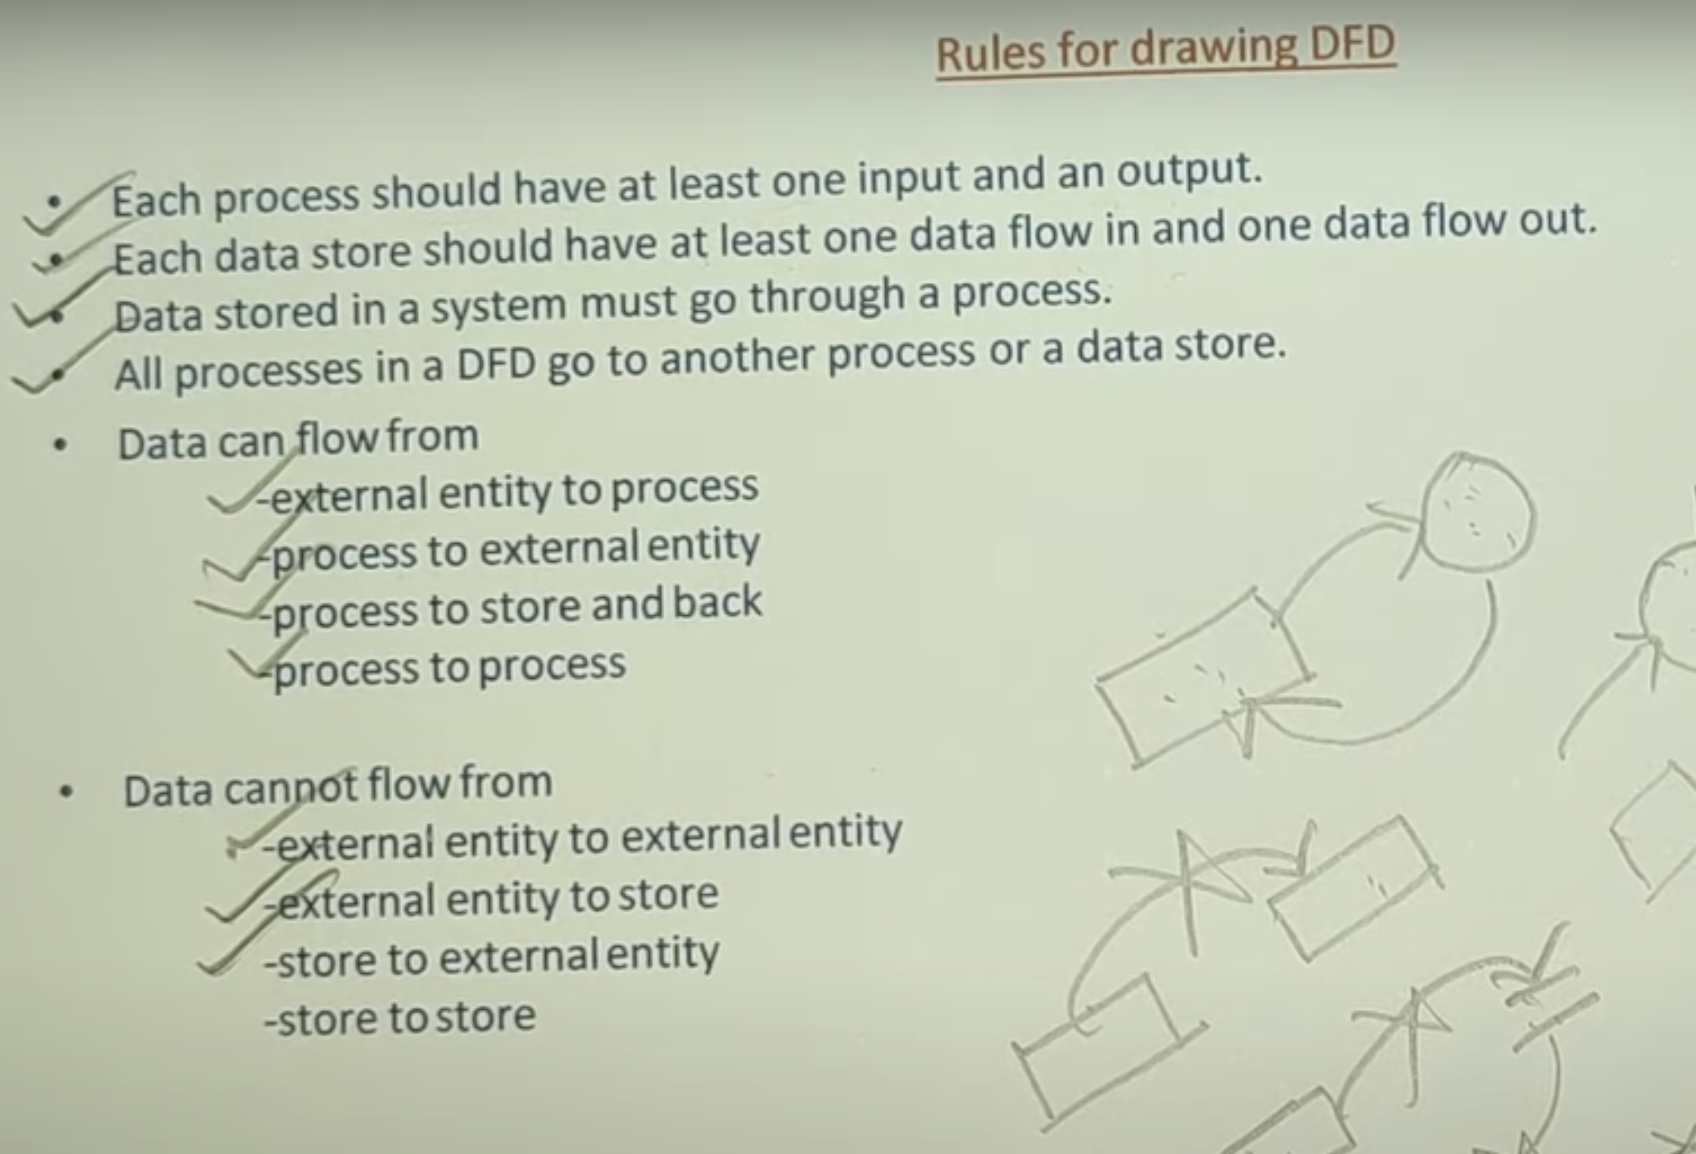 Rules for drawing DFD
• Each process should have at least one input and an output.
• Each data store should have at least one data flow in and one data flow out.
• Data stored in a system must go through a process.
• All processes in a DFD go to another process or a data store.
• Data can flow from
-external entity to process
-process to external entity
-process to store and back
-process to process
• Data cannot flow from
-external entity to external entity
-external entity to store
-store to external entity
-store to store